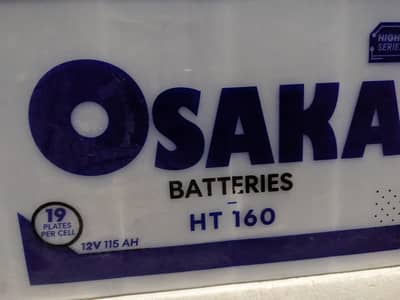 HIGH
SERIE
OSAKA
BATTERIES
HT 160
19
PLATES
PER CELL
12V 115 AH